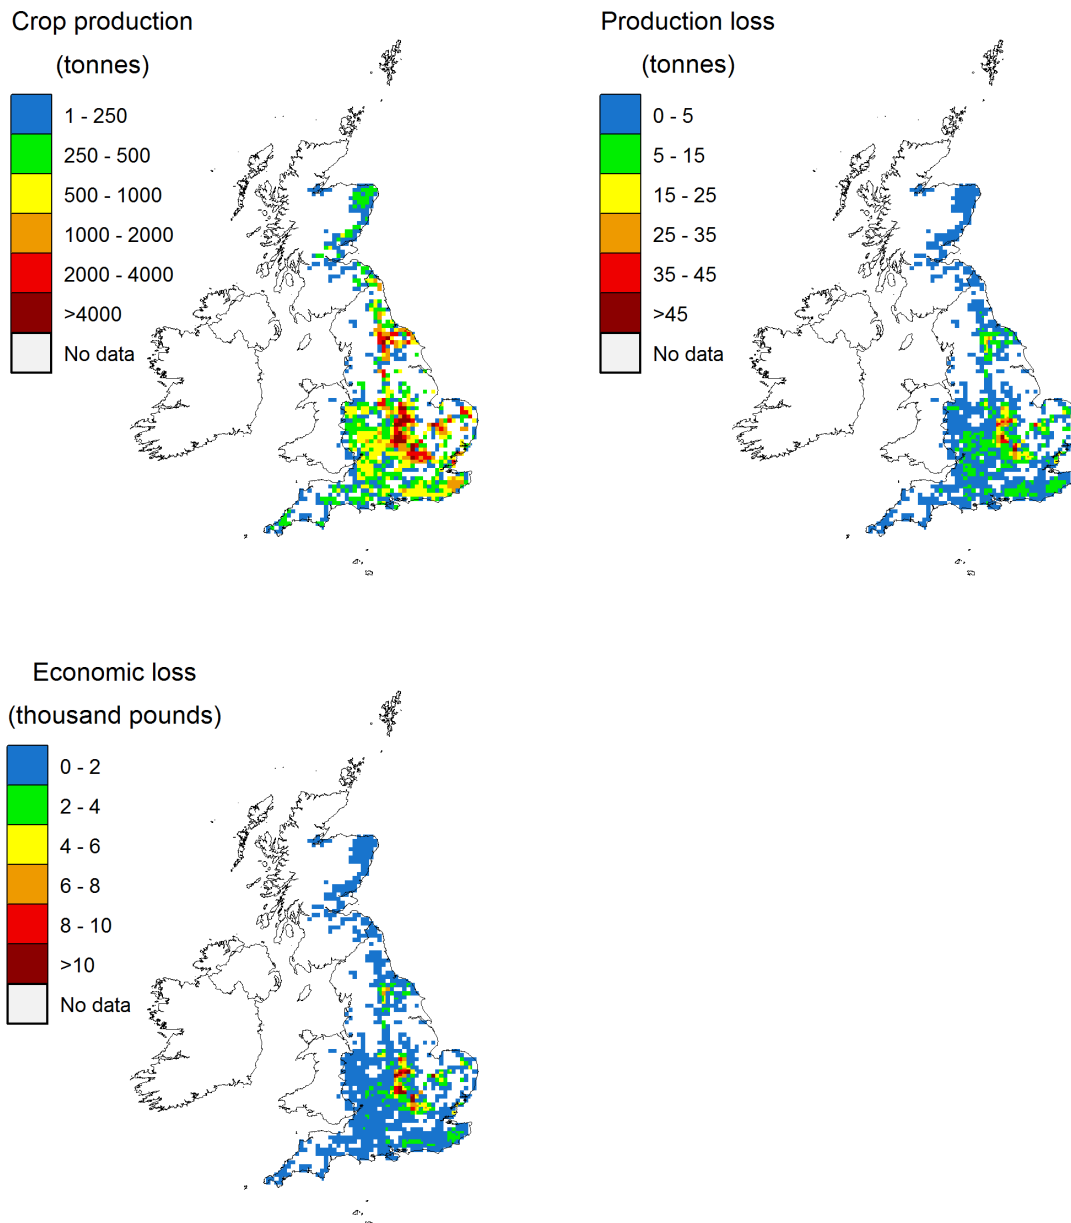 Crop production
(tonnes)
1 - 250
250 - 500
500 - 1000
1000 - 2000
2000 - 4000
>4000
No data
Production loss
(tonnes)
0 - 5
5 - 15
15 - 25
25 - 35
35 - 45
>45
No data
Economic loss
(thousand pounds)
0 - 2
2 - 4
4 - 6
6 - 8
8 - 10
>10
No data